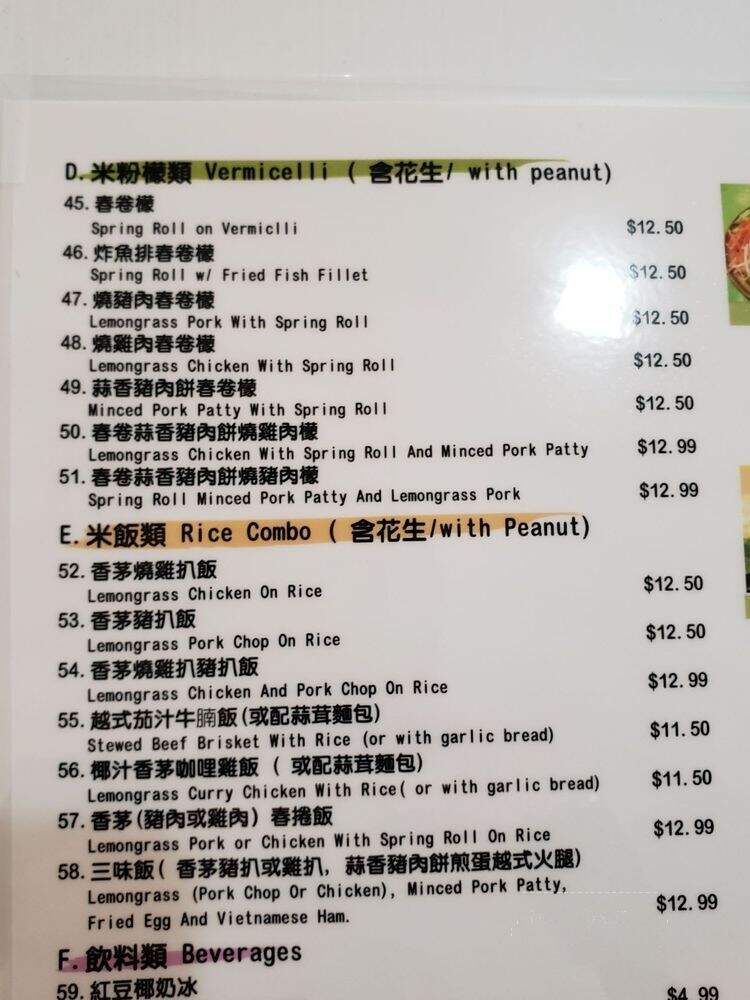 D. 米粉檬類 Vermicelli ( 含花生/ with peanut)
45. 春卷檬
Spring Roll on Vermiclli $12.50
46. 炸魚排春卷檬
Spring Roll w/ Fried Fish Fillet $12.50
47. 燒豬肉春卷檬
Lemongrass Pork With Spring Roll $12.50
48. 燒雞肉春卷檬
Lemongrass Chicken With Spring Roll $12.50
49. 蒜香豬肉餅春卷檬
Minced Pork Patty With Spring Roll $12.50
50. 春卷蒜香豬肉餅燒雞肉檬
Lemongrass Chicken With Spring Roll And Minced Pork Patty $12.99
51. 春卷蒜香豬肉餅燒豬肉檬
Spring Roll Minced Pork Patty And Lemongrass Pork $12.99
E. 米飯類 Rice Combo ( 含花生/with Peanut)
52. 香茅燒雞扒飯
Lemongrass Chicken On Rice $12.50
53. 香茅豬扒飯
Lemongrass Pork Chop On Rice $12.50
54. 香茅燒雞扒豬扒飯
Lemongrass Chicken And Pork Chop On Rice $12.99
55. 越式茄汁牛腩飯(或配蒜茸麵包)
Stewed Beef Brisket With Rice (or with garlic bread) $11.50
56. 椰汁香茅咖哩雞飯 ( 或配蒜茸麵包)
Lemongrass Curry Chicken With Rice( or with garlic bread) $11.50
57. 香茅(豬肉或雞肉) 春捲飯
Lemongrass Pork or Chicken With Spring Roll On Rice $12.99
58. 三味飯( 香茅豬扒或雞扒, 蒜香豬肉餅煎蛋越式火腿)
Lemongrass (Pork Chop Or Chicken), Minced Pork Patty,
Fried Egg And Vietnamese Ham. $12.99
F. 飲料類 Beverages
59. 紅豆椰奶冰 $4.99